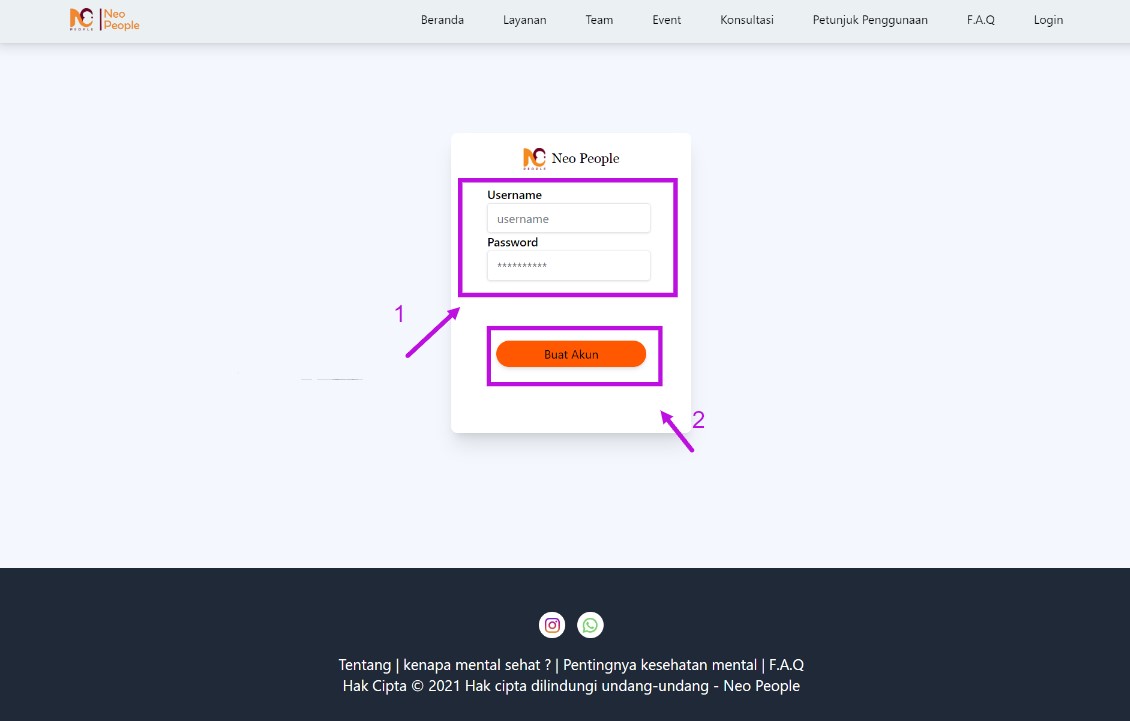 NC PEOPLE Neo People
Beranda Layanan Team Event Konsultasi Petunjuk Penggunaan F.A.Q Login
NC PEOPLE Neo People
Username
username
Password
**********
1
Buat Akun
2
Tentang | kenapa mental sehat ? | Pentingnya kesehatan mental | F.A.Q
Hak Cipta © 2021 Hak cipta dilindungi undang-undang - Neo People